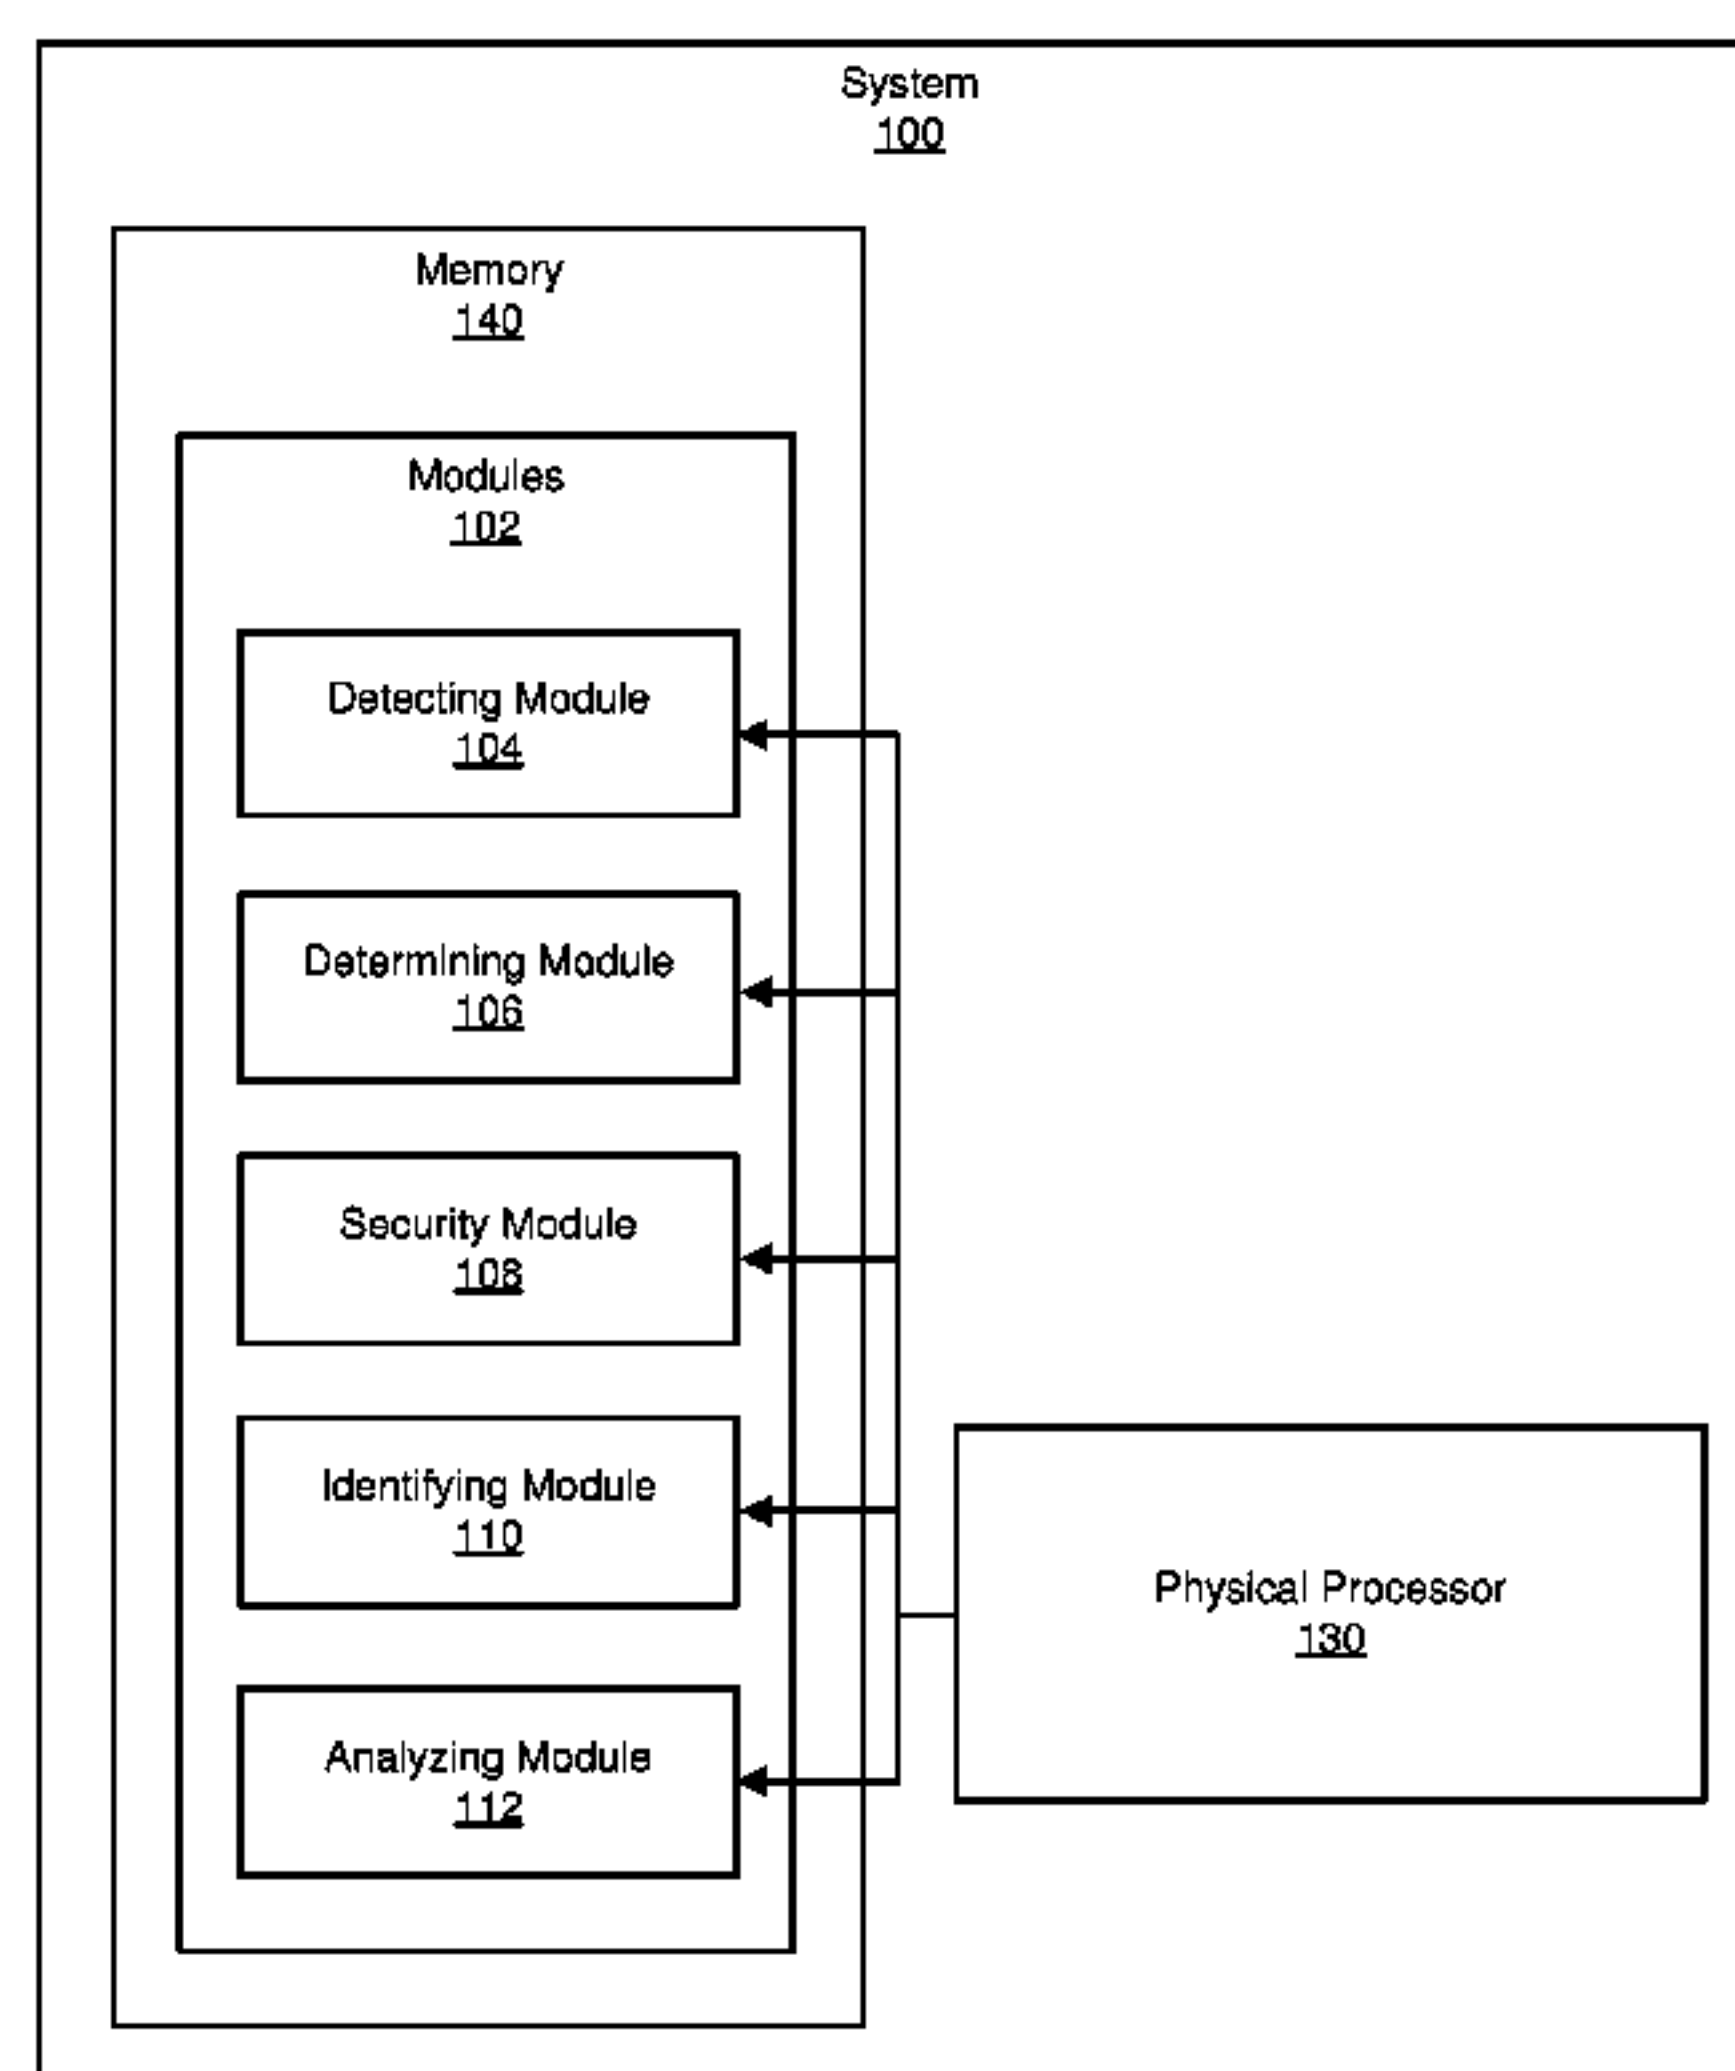 System
100
Memory
140
Modules
102
Detecting Module
104
Determining Module
106
Security Module
108
Identifying Module
110
Analyzing Module
112
Physical Processor
130